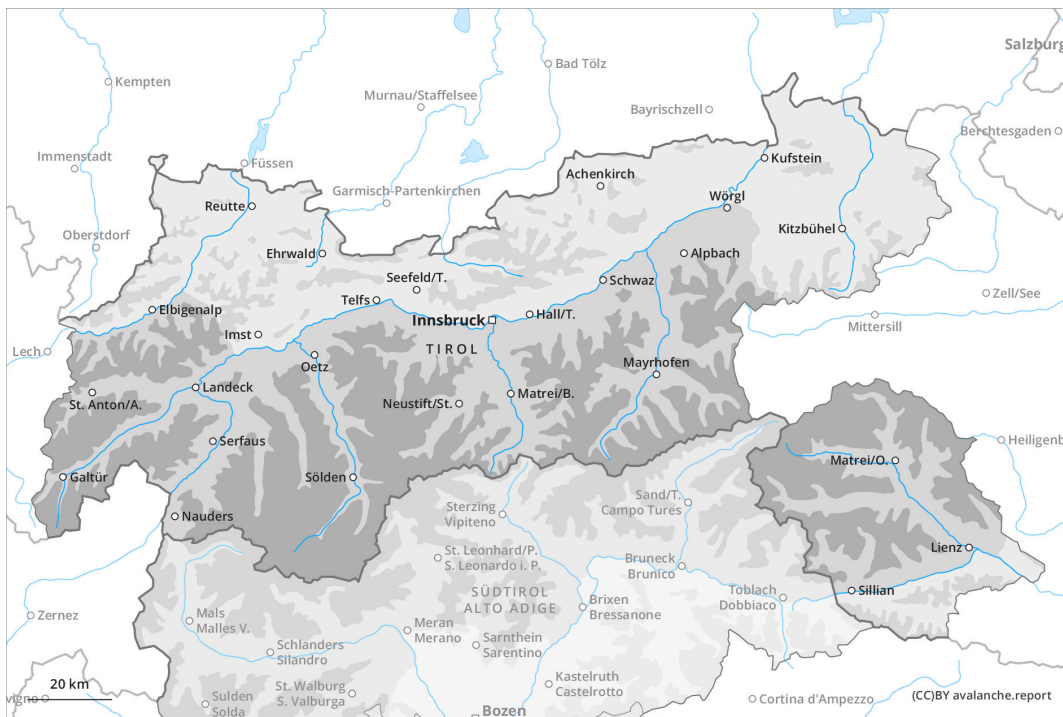 Salzburg
Kempten
Bad Tölz
Murnau/Staffelsee
Bayrischzell
Berchtesgaden
Immenstadt
Füssen
Kufstein
Achenkirch
Garmisch-Partenkirchen
Reutte
Wörgl
Oberstdorf
Kitzbühel
Ehrwald
Alpbach
Seefeld/T.
Schwaz
Zell/See
Telfs
Elbigenalp
Innsbruck
Hall/T.
Mittersill
Imst
TIROL
Lech
Oetz
Mayrhofen
Landeck
St. Anton/A.
Neustift/St.
Matrei/B.
Serfaus
Heiligenb
Matrei/O.
Galtür
Sölden
Sand/T.
Campo Tures
Sterzing
Vipiteno
Nauders
Lienz
St. Leonhard/P.
S. Leonardo i. P.
Bruneck
Brunico
SÜDTIROL
ALTO ADIGE
Toblach
Dobbiaco
Sillian
Zernez
Brixen
Bressanone
Mals
Malles V.
Meran
Merano
Sarnthein
Sarentino
Schlanders
Silandro
Kastelruth
Castelrotto
20 km
vigno
St. Walburg
S. Valburga
Sulden
Solda
Cortina d'Ampezzo
(CC)BY avalanche.report
Bozen